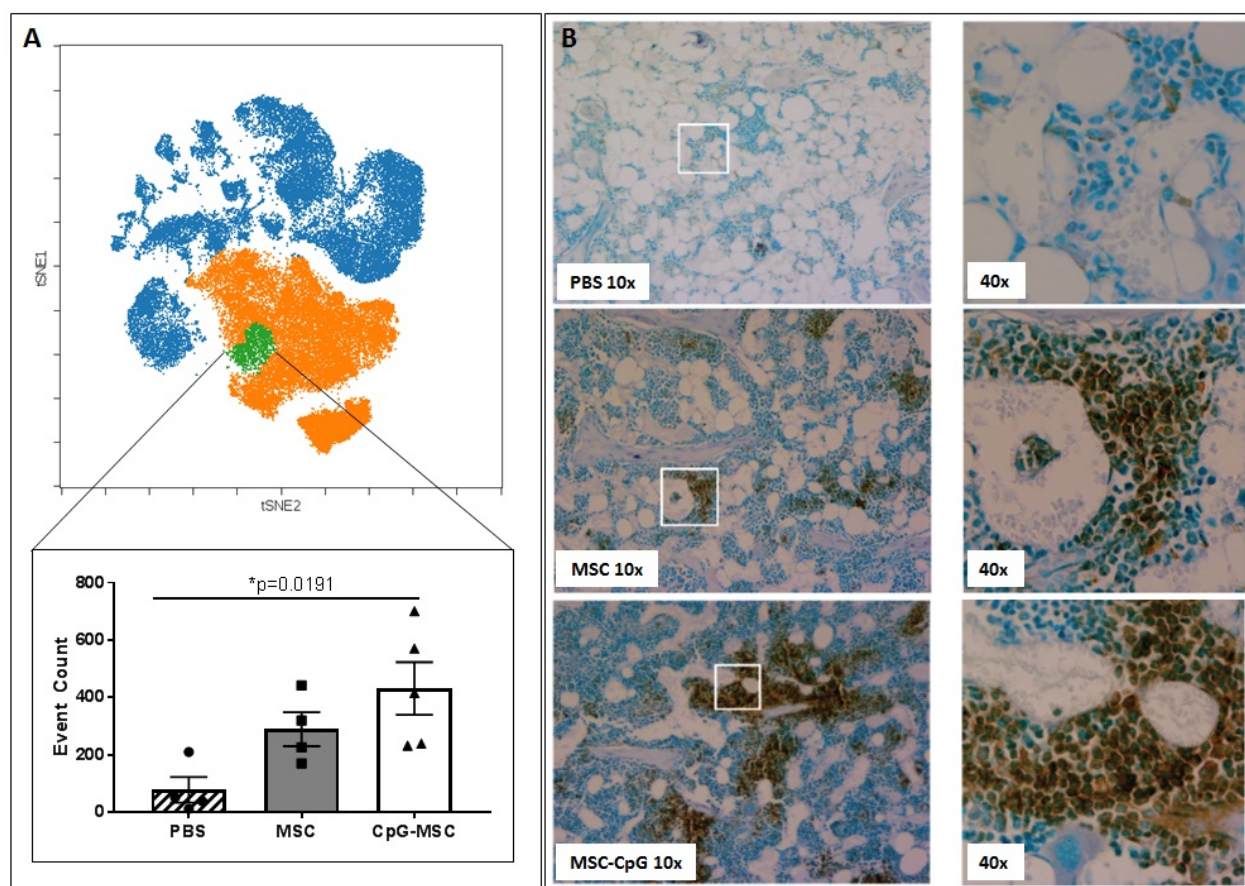 A
tSNE1
tSNE2
800
*p=0.0191
600
400
200
0
Event Count
PBS
MSC
CpG-MSC
B
PBS 10x
40x
MSC 10x
40x
MSC-CpG 10x
40x